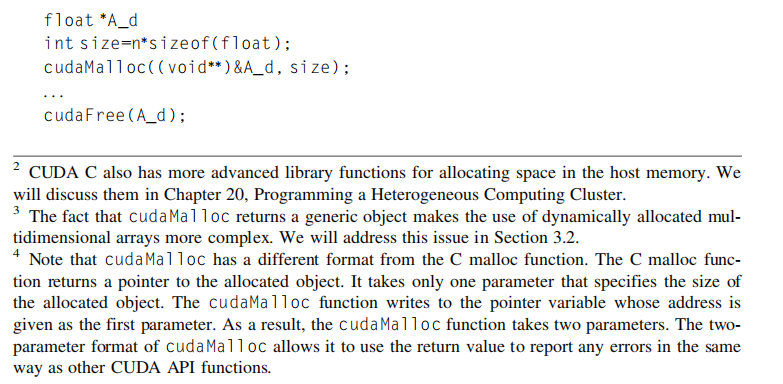 float *A_d
int size=n*sizeof(float);
cudaMalloc((void**)&A_d, size);
...
cudaFree(A_d);
2 CUDA C also has more advanced library functions for allocating space in the host memory. We
will discuss them in Chapter 20, Programming a Heterogeneous Computing Cluster.
3 The fact that cudaMalloc returns a generic object makes the use of dynamically allocated mul-
tidimensional arrays more complex. We will address this issue in Section 3.2.
4 Note that cudaMalloc has a different format from the C malloc function. The C malloc func-
tion returns a pointer to the allocated object. It takes only one parameter that specifies the size of
the allocated object. The cudaMalloc function writes to the pointer variable whose address is
given as the first parameter. As a result, the cudaMalloc function takes two parameters. The two-
parameter format of cudaMalloc allows it to use the return value to report any errors in the same
way as other CUDA API functions.